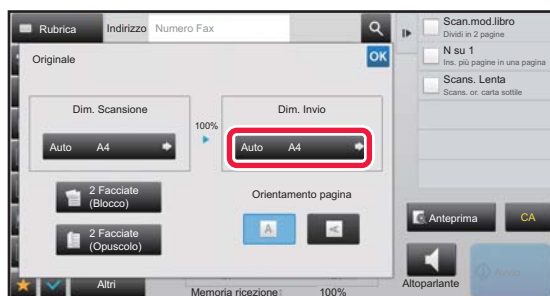 Rubrica
Indirizzo
Numero Fax
Originale
OK
Dim. Scansione
Auto A4
100%
Dim. Invio
Auto A4
2 Facciate
(Blocco)
2 Facciate
(Opuscolo)
Orientamento pagina
A
A
Altri
Memoria ricezione:
100%
Scan.mod.libro
Dividi in 2 pagine
N su 1
Ins. più pagine in una pagina
Scans. Lenta
Scans. or. carta sottile
Anteprima
CA
Altoparlante
Avvio